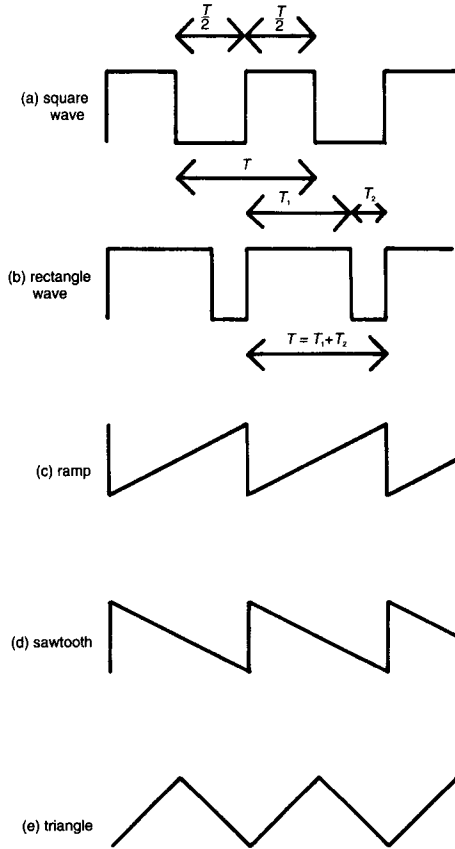 T/2 T/2
(a) square
wave
T
T₁ T₂
(b) rectangle
wave
T = T₁+T₂
(c) ramp
(d) sawtooth
(e) triangle